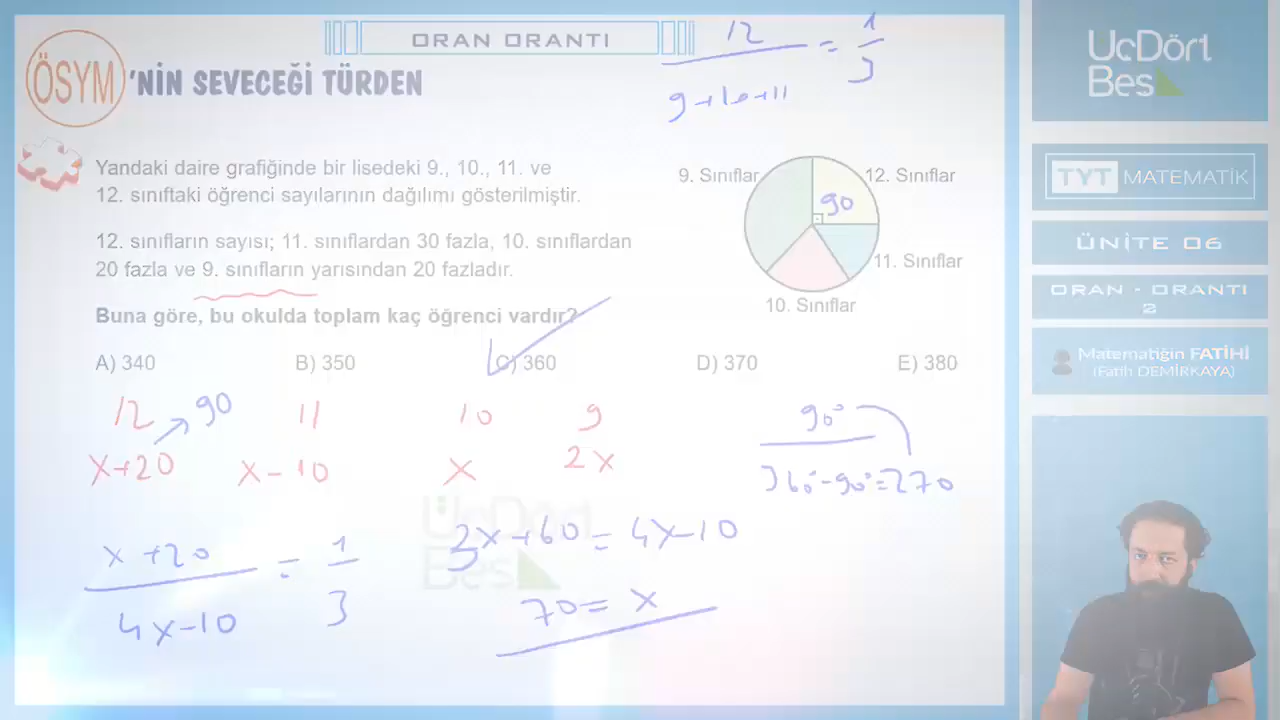 ORAN ORANTI
12 / 9+10+11 = 1/3
ÖSYM'NİN SEVECEĞİ TÜRDEN
Yandaki daire grafiğinde bir lisedeki 9., 10., 11. ve
12. sınıftaki öğrenci sayılarının dağılımı gösterilmiştir.
12. sınıfların sayısı; 11. sınıflardan 30 fazla, 10. sınıflardan
20 fazla ve 9. sınıfların yarısından 20 fazladır.
Buna göre, bu okulda toplam kaç öğrenci vardır?
9. Sınıflar
12. Sınıflar
90
11. Sınıflar
10. Sınıflar
A) 340 B) 350 C) 360 D) 370 E) 380
12 90 11 10 9
x+20 x-10 x 2x
90°
360°-90°=270
x+20 / 4x-10 = 1/3
3x+60=4x-10
70=x
ÜçDört
Beş
UcDört
Bes
TYT MATEMATİK
ÜNİTE 06
ORAN - ORANTI
2
Matematiğin FATİHİ
(Fatih DEMİRKAYA)